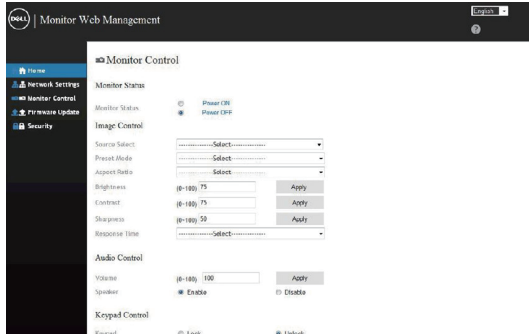 DELL | Monitor Web Management
English
?
Home
Network Settings
Monitor Control
Firmware Update
Security
Monitor Control
Monitor Status
Monitor Status
Power ON
Power OFF
Image Control
Source Select ---------------Select---------------
Preset Mode ---------------Select---------------
Aspect Ratio ---------------Select---------------
Brightness (0~100) 75 Apply
Contrast (0~100) 75 Apply
Sharpness (0~100) 50 Apply
Response Time ---------------Select---------------
Audio Control
Volume (0~100) 100 Apply
Speaker Enable Disable
Keypad Control
Keypad Lock Unlock